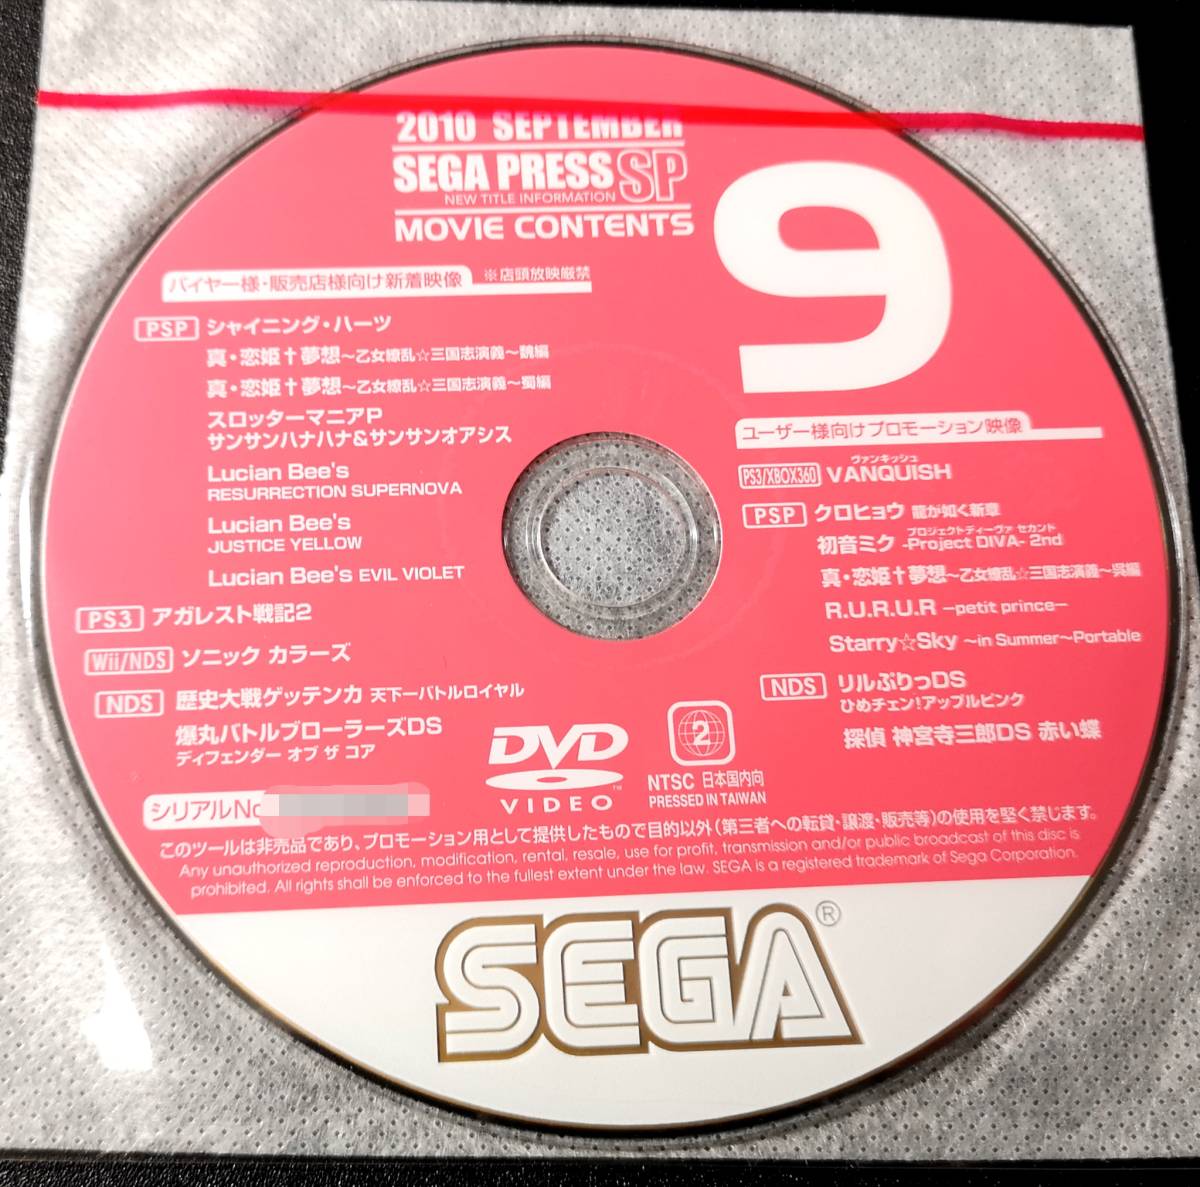 2010 SEPTEMBER
SEGA PRESS SP
NEW TITLE INFORMATION
MOVIE CONTENTS
9
バイヤー様・販売店様向け新着映像 ※店頭放映厳禁
PSP シャイニング・ハーツ
真・恋姫†夢想～乙女繚乱☆三国志演義～魏編
真・恋姫†夢想～乙女繚乱☆三国志演義～蜀編
スロッターマニアP
サンサンハナハナ&サンサンオアシス
Lucian Bee's
RESURRECTION SUPERNOVA
Lucian Bee's
JUSTICE YELLOW
Lucian Bee's EVIL VIOLET
PS3 アガレスト戦記2
Wii/NDS ソニック カラーズ
NDS 歴史大戦ゲッテンカ 天下一バトルロイヤル
爆丸バトルブローラーズDS
ディフェンダー オブ ザ コア
ユーザー様向けプロモーション映像
ヴァンキッシュ
PS3/XBOX360 VANQUISH
PSP クロヒョウ 龍が如く新章
プロジェクトディーヴァ セカンド
初音ミク -Project DIVA- 2nd
真・恋姫†夢想～乙女繚乱☆三国志演義～呉編
R.U.R.U.R -petit prince-
Starry☆Sky ～in Summer～Portable
NDS リルぷりっDS
ひめチェン!アップルピンク
探偵 神宮寺三郎DS 赤い蝶
DVD
VIDEO
TM
2
NTSC 日本国内向
PRESSED IN TAIWAN
シリアルNo
このツールは非売品であり、プロモーション用として提供したもので目的以外(第三者への転貸・譲渡・販売等)の使用を堅く禁じます。
Any unauthorized reproduction, modification, rental, resale, use for profit, transmission and/or public broadcast of this disc is
prohibited. All rights shall be enforced to the fullest extent under the law. SEGA is a registered trademark of Sega Corporation.
SEGA®